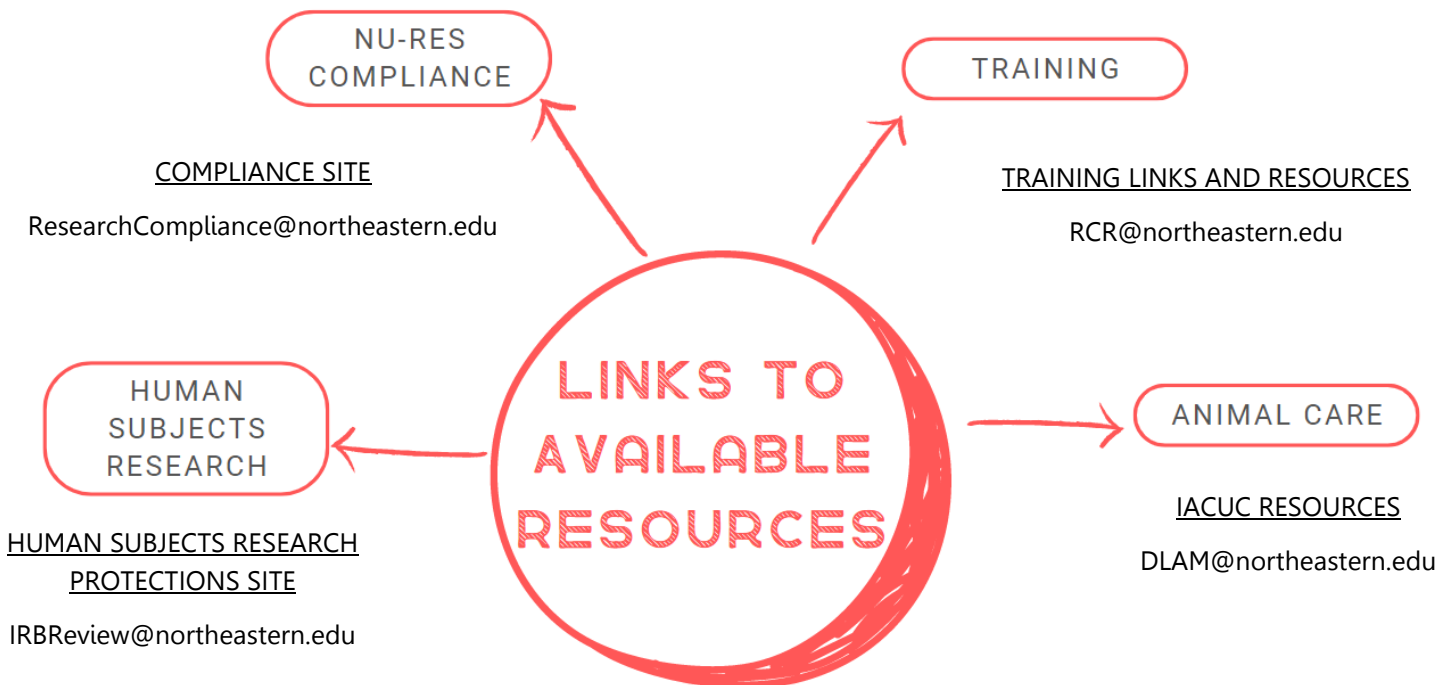 NU-RES
COMPLIANCE
COMPLIANCE SITE
ResearchCompliance@northeastern.edu
TRAINING
TRAINING LINKS AND RESOURCES
RCR@northeastern.edu
LINKS TO
AVAILABLE
RESOURCES
HUMAN
SUBJECTS
RESEARCH
HUMAN SUBJECTS RESEARCH
PROTECTIONS SITE
IRBReview@northeastern.edu
ANIMAL CARE
IACUC RESOURCES
DLAM@northeastern.edu